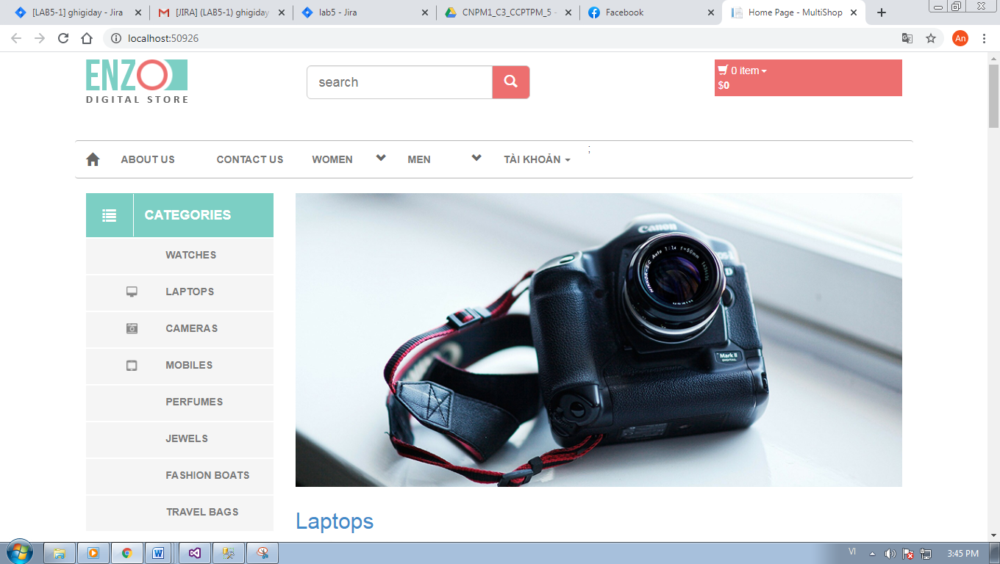 [LAB5-1] ghigiday - Jira
[JIRA] (LAB5-1) ghigiday
lab5 - Jira
CNPM1_C3_CCPTPM_5 -
Facebook
Home Page - MultiShop
localhost:50926
An
ENZO
DIGITAL STORE
search
0 item
$0
ABOUT US
CONTACT US
WOMEN
MEN
TÀI KHOẢN
;
CATEGORIES
WATCHES
LAPTOPS
CAMERAS
MOBILES
PERFUMES
JEWELS
FASHION BOATS
TRAVEL BAGS
Canon
Mark II
DIGITAL
Laptops
VI
3:45 PM